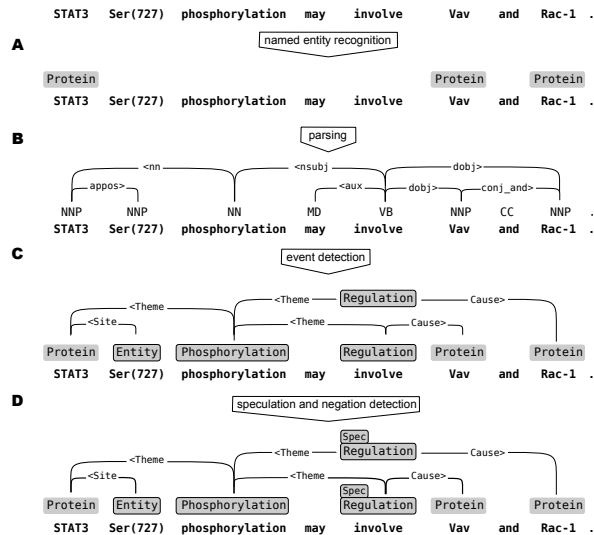 STAT3 Ser(727) phosphorylation may involve Vav and Rac-1 .
A
named entity recognition
Protein Protein Protein
STAT3 Ser(727) phosphorylation may involve Vav and Rac-1 .
B
parsing
<nn <nsubj dobj>
appos> <aux dobj> conj_and>
NNP NNP NN MD VB NNP CC NNP .
STAT3 Ser(727) phosphorylation may involve Vav and Rac-1 .
C
event detection
<Theme Regulation Cause>
<Theme
<Site <Theme Cause>
Protein Entity Phosphorylation Regulation Protein Protein
STAT3 Ser(727) phosphorylation may involve Vav and Rac-1 .
D
speculation and negation detection
Spec
<Theme Regulation Cause>
<Theme
<Site <Theme Cause>
Spec
Protein Entity Phosphorylation Regulation Protein Protein
STAT3 Ser(727) phosphorylation may involve Vav and Rac-1 .